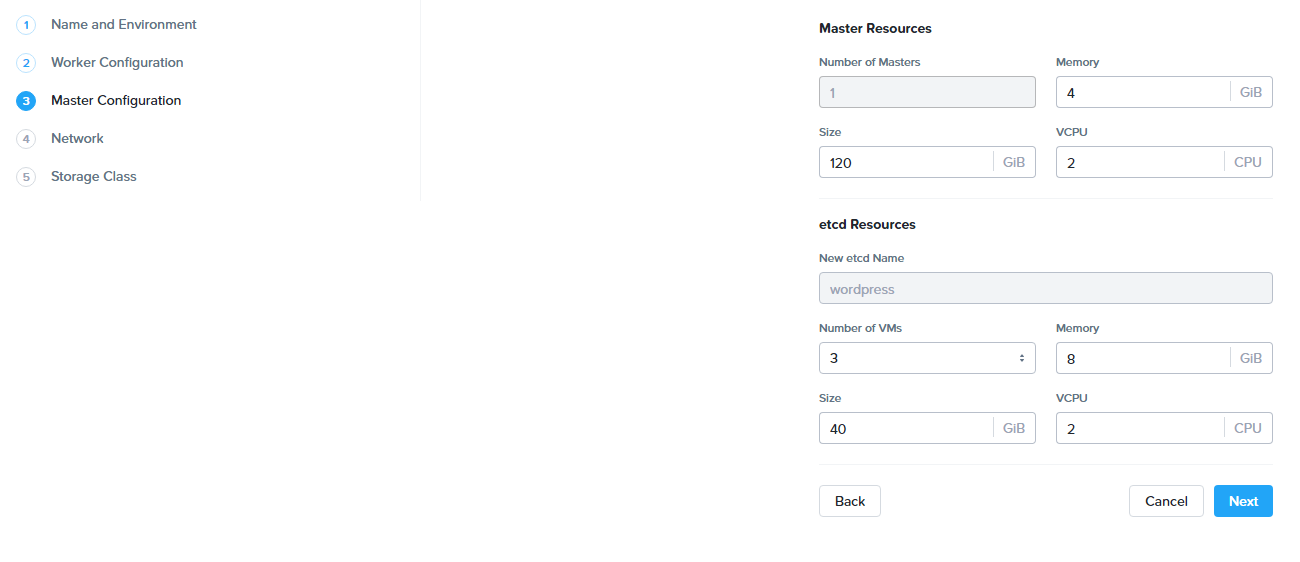 1 Name and Environment
2 Worker Configuration
3 Master Configuration
4 Network
5 Storage Class
Master Resources
Number of Masters Memory
1 4 GiB
Size VCPU
120 GiB 2 CPU
etcd Resources
New etcd Name
wordpress
Number of VMs Memory
3 8 GiB
Size VCPU
40 GiB 2 CPU
Back Cancel Next